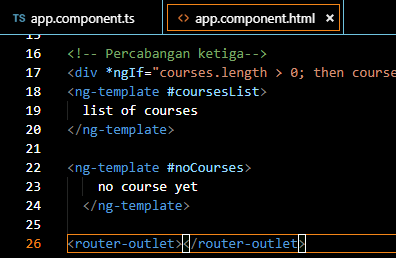 TS app.component.ts <> app.component.html ×
16 <!-- Percabangan ketiga-->
17 <div *ngIf="courses.length > 0; then course
18 <ng-template #coursesList>
19 list of courses
20 </ng-template>
21
22 <ng-template #noCourses>
23 no course yet
24 </ng-template>
25
26 <router-outlet></router-outlet>